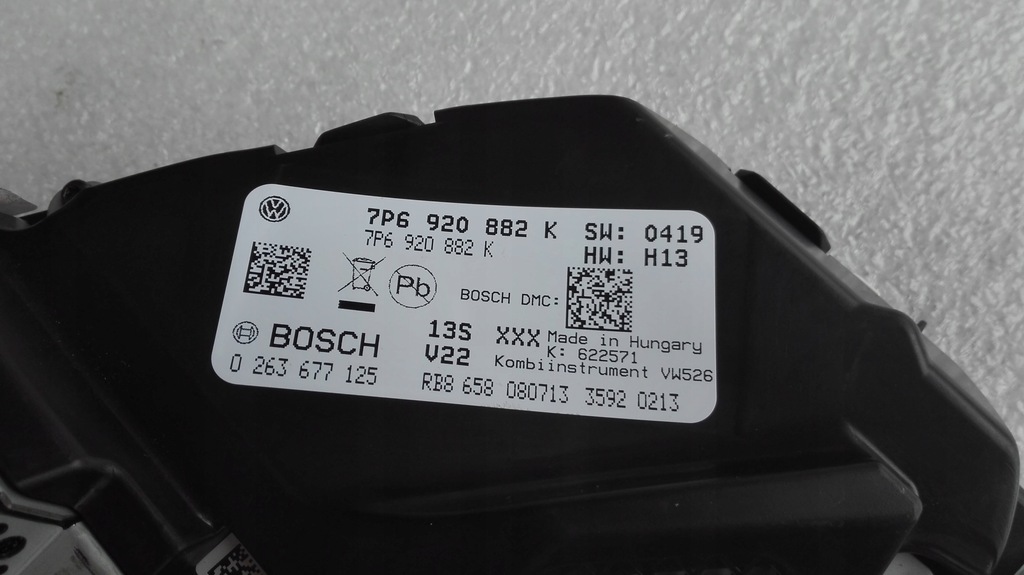 7P6 920 882 K SW: 0419
7P6 920 882 K HW: H13
Pb
BOSCH DMC:
BOSCH 13S XXX Made in Hungary
V22 K: 622571
Kombiinstrument VW526
0 263 677 125 RB8 658 080713 3592 0213